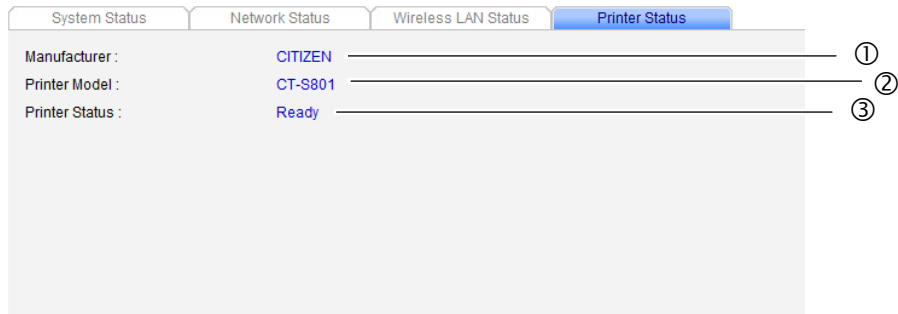 System Status Network Status Wireless LAN Status Printer Status
Manufacturer : CITIZEN ①
Printer Model : CT-S801 ②
Printer Status : Ready ③